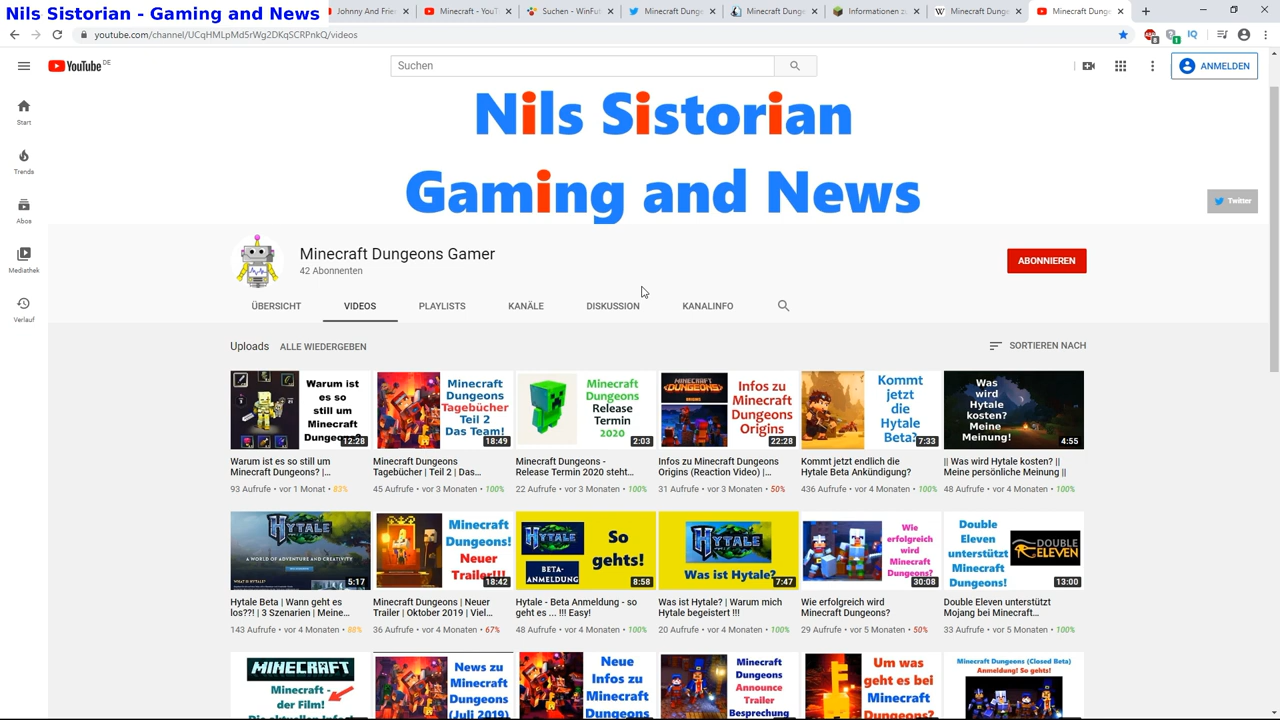 Nils Sistorian - Gaming and News
Johnny And Frie
Minecraft - YouT
Suchen - WinFut
Minecraft Dunge
Minecraft Dunge
Informationen z
Minecraft Dunge
Minecraft Dunge
youtube.com/channel/UCqHMLpMd5rWg2DKqSCRPnkQ/videos
YouTube DE
Suchen
ANMELDEN
Start
Trends
Abos
Mediathek
Verlauf
Nils Sistorian
Gaming and News
Twitter
Minecraft Dungeons Gamer
42 Abonnenten
ABONNIEREN
ÜBERSICHT
VIDEOS
PLAYLISTS
KANÄLE
DISKUSSION
KANALINFO
Uploads
ALLE WIEDERGEBEN
SORTIEREN NACH
Warum ist
es so
still um
Minecraft
12:28
Minecraft
Dungeons
Tagebücher
Teil 2
Das Team!
18:49
Minecraft
Dungeons
Release
Termin
2020
2:03
MINECRAFT
DUNGEONS
ORIGINS
Infos zu
Minecraft
Dungeons
Origins
22:28
Kommt
jetzt
die
Hytale
Beta?
7:33
Was
wird
Hytale
kosten?
Meine
Meinung!
4:55
Warum ist es so still um
Minecraft Dungeons? |...
93 Aufrufe • vor 1 Monat • 83%
Minecraft Dungeons
Tagebücher | Teil 2 | Das...
45 Aufrufe • vor 3 Monaten • 100%
Minecraft Dungeons -
Release Termin 2020 steht...
22 Aufrufe • vor 3 Monaten • 100%
Infos zu Minecraft Dungeons
Origins (Reaction Video) |...
31 Aufrufe • vor 3 Monaten • 50%
Kommt jetzt endlich die
Hytale Beta Ankündigung?
436 Aufrufe • vor 4 Monaten • 100%
|| Was wird Hytale kosten? ||
Meine persönliche Meinung ||
48 Aufrufe • vor 4 Monaten • 100%
HYTALE
A WORLD OF ADVENTURE AND CREATIVITY
5:17
Minecraft
Dungeons!
Neuer
Trailer!!!
18:42
HYTALE
BETA-
ANMELDUNG
So
gehts!
8:58
HYTALE
Was ist Hytale?
7:47
Wie
erfolgreich
wird
Minecraft
Dungeons?
30:08
Double
Eleven
unterstützt
Mojang bei
Minecraft
Dungeons!
DOUBLE
ELEVEN
13:00
Hytale Beta | Wann geht es
los??! | 3 Szenarien | Meine...
143 Aufrufe • vor 4 Monaten • 88%
Minecraft Dungeons | Neuer
Trailer | Oktober 2019 | Viel...
36 Aufrufe • vor 4 Monaten • 67%
Hytale - Beta Anmeldung - so
geht es ... !!! Easy!
48 Aufrufe • vor 4 Monaten • 100%
Was ist Hytale? | Warum mich
Hytale begeistert !!!
20 Aufrufe • vor 4 Monaten • 100%
Wie erfolgreich wird
Minecraft Dungeons?
29 Aufrufe • vor 5 Monaten • 50%
Double Eleven unterstützt
Mojang bei Minecraft...
33 Aufrufe • vor 5 Monaten • 100%
MINECRAFT
Minecraft -
der Film!
Die aktuellen Infos
News zu
Minecraft
Dungeons
(Juli 2019)
Neue
Infos zu
Minecraft
Dungeons
Minecraft
Dungeons
Announce
Trailer
Besprechung
Um was
geht es bei
Minecraft
Dungeons?
Minecraft Dungeons (Closed Beta)
Anmeldung! So gehts!